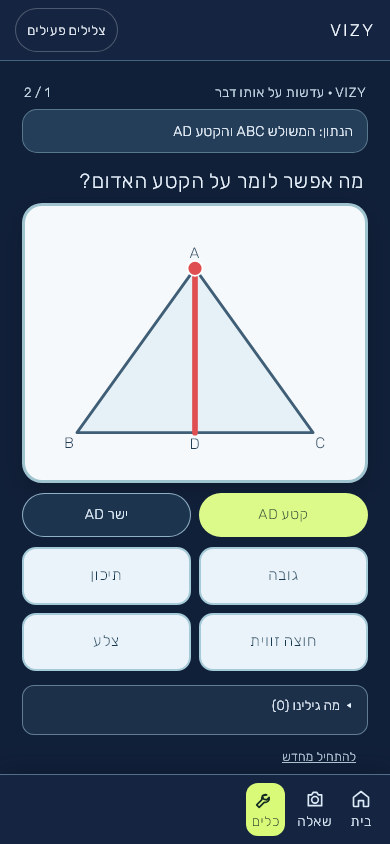 VIZY
צלילים פעילים
VIZY • עדשות על אותו דבר
1 / 2
הנתון: המשולש ABC והקטע AD
מה אפשר לומר על הקטע האדום?
A
B
D
C
קטע AD
ישר AD
גובה
תיכון
חוצה זווית
צלע
מה גילינו (0)
להתחיל מחדש
בית
שאלה
כלים